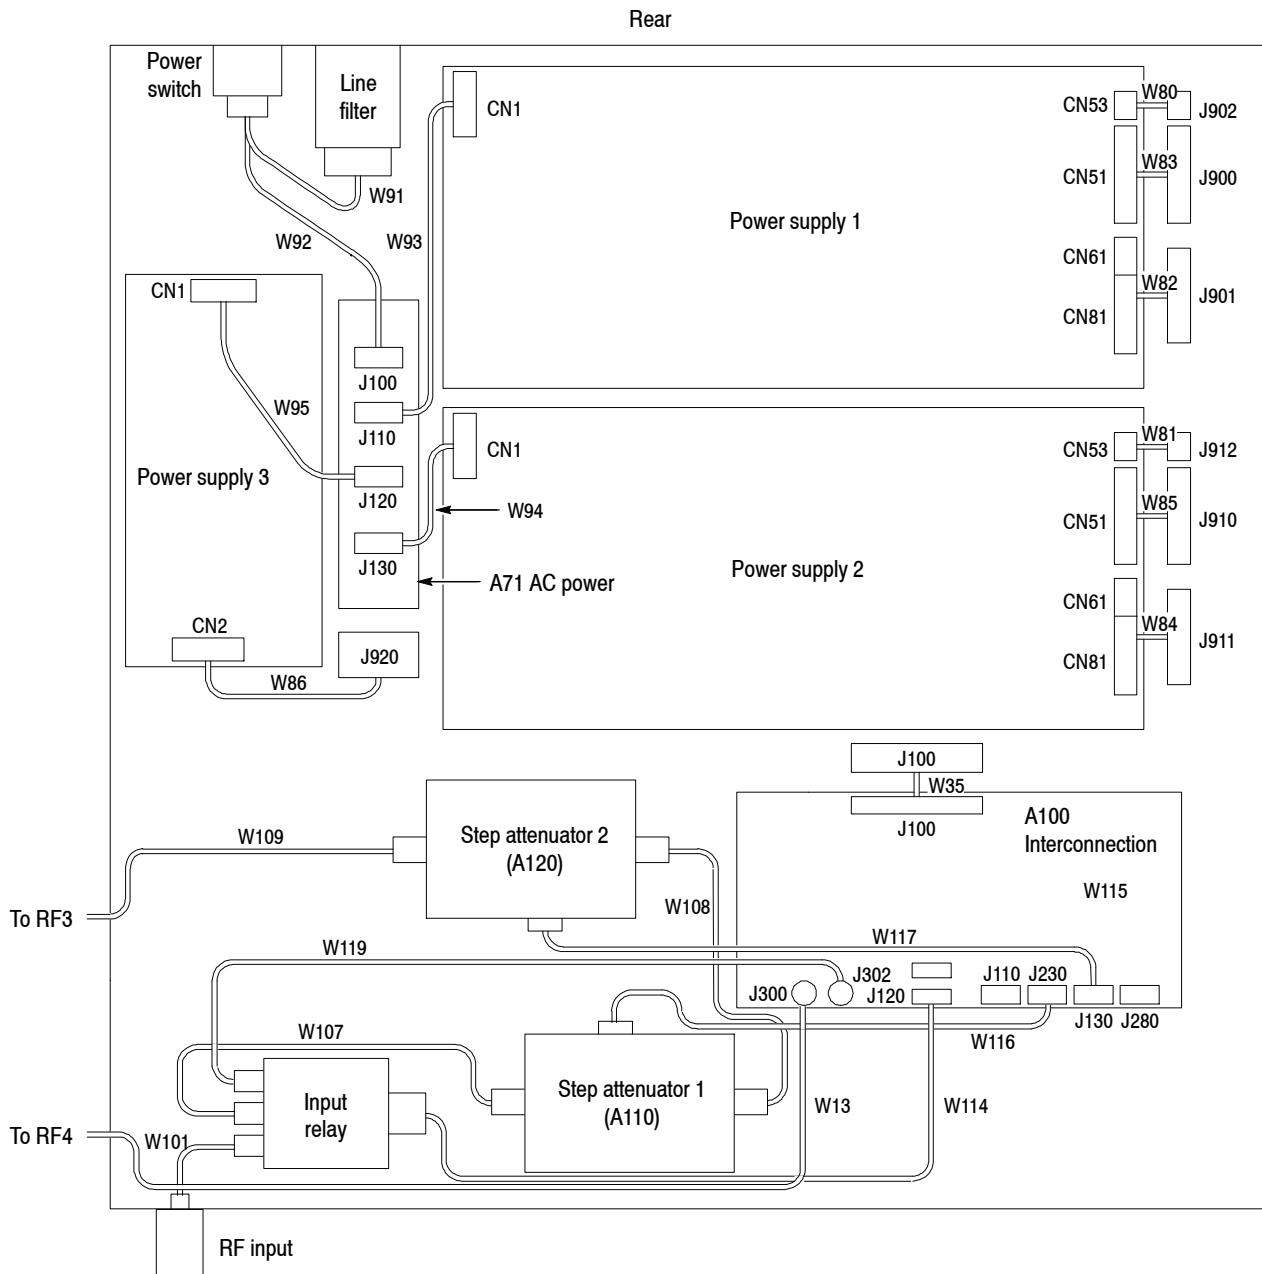 Rear
Power
switch
Line
filter
CN1
CN53
W80
J902
W91
W83
CN51
J900
Power supply 1
W92
W93
CN61
W82
CN81
J901
CN1
J100
W95
J110
CN1
CN53
W81
J912
Power supply 3
J120
W94
W85
CN51
J910
J130
A71 AC power
Power supply 2
CN61
W84
CN81
J911
CN2
J920
W86
J100
W35
J100
A100
Interconnection
W109
Step attenuator 2
(A120)
W115
To RF3
W108
W119
W117
J302
J110
J230
J300
J120
J130
J280
W107
W116
Input
relay
Step attenuator 1
(A110)
W13
W114
To RF4
W101
RF input